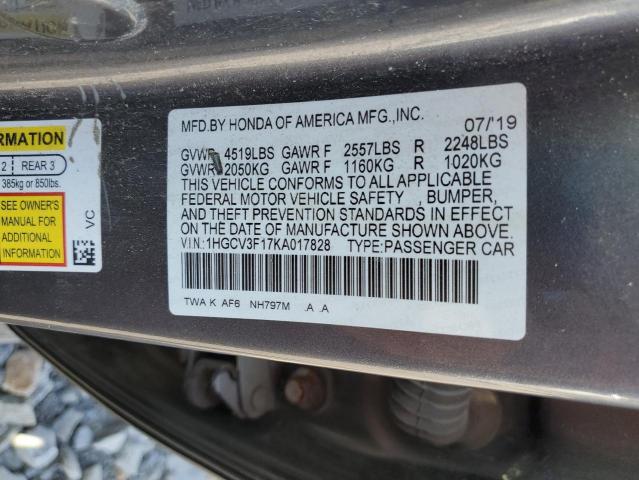 MFD.BY HONDA OF AMERICA MFG.,INC. 07/'19
GVWR 4519LBS GAWR F 2557LBS R 2248LBS
GVWR 2050KG GAWR F 1160KG R 1020KG
THIS VEHICLE CONFORMS TO ALL APPLICABLE
FEDERAL MOTOR VEHICLE SAFETY , BUMPER,
AND THEFT PREVENTION STANDARDS IN EFFECT
ON THE DATE OF MANUFACTURE SHOWN ABOVE.
VIN:1HGCV3F17KA017828 TYPE:PASSENGER CAR
TWA K AF6 NH797M .A .A
RMATION
2 REAR 3
385kg or 850lbs.
SEE OWNER'S
MANUAL FOR
ADDITIONAL
INFORMATION
VC